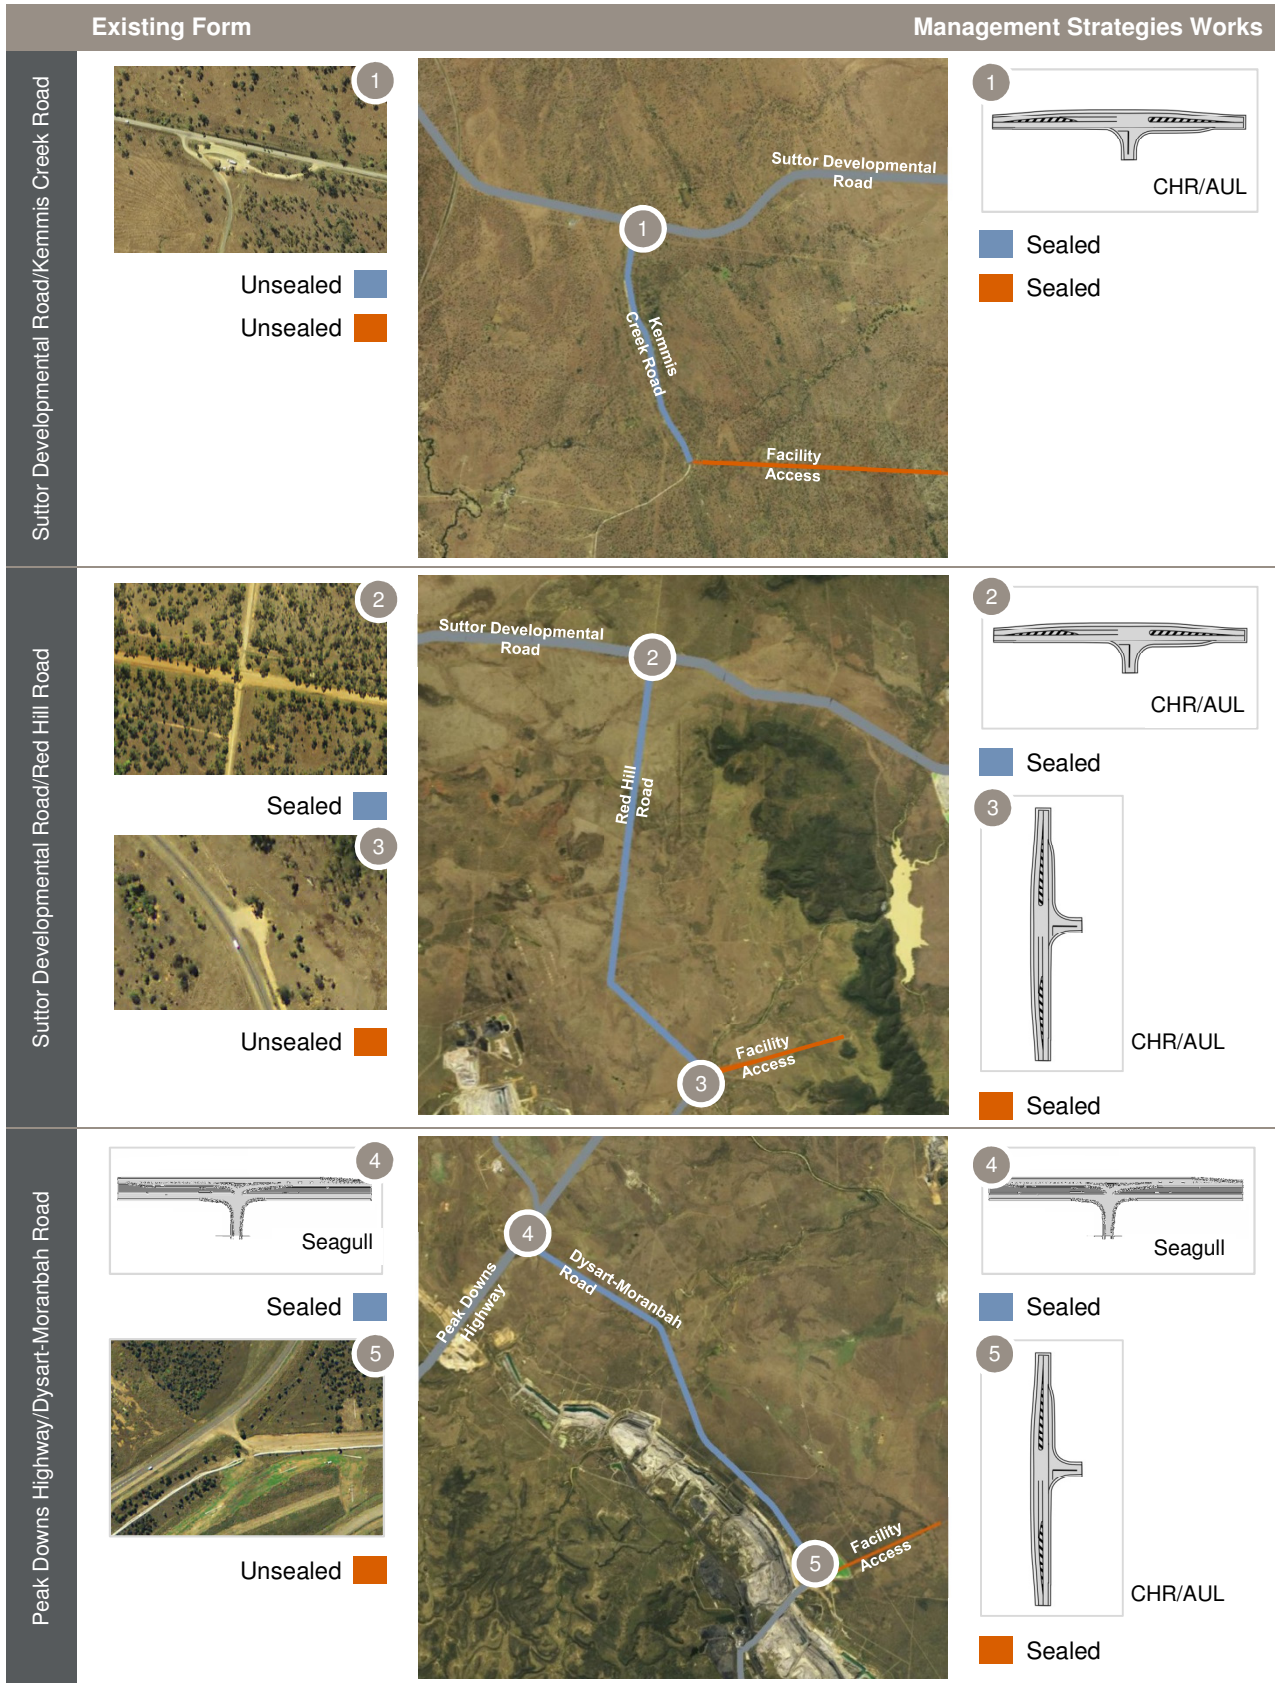 Existing Form
Management Strategies Works
Suttor Developmental Road/Kemmis Creek Road
1
Unsealed
Unsealed
Suttor Developmental
Road
1
Kemmis
Creek Road
Facility
Access
1
CHR/AUL
Sealed
Sealed
Suttor Developmental Road/Red Hill Road
2
Sealed
3
Unsealed
Suttor Developmental
Road
2
Red Hill
Road
Facility
Access
3
2
CHR/AUL
Sealed
3
CHR/AUL
Sealed
Peak Downs Highway/Dysart-Moranbah Road
4
Seagull
Sealed
5
Unsealed
4
Dysart-Moranbah
Road
Peak Downs
Highway
Facility
Access
5
4
Seagull
Sealed
5
CHR/AUL
Sealed